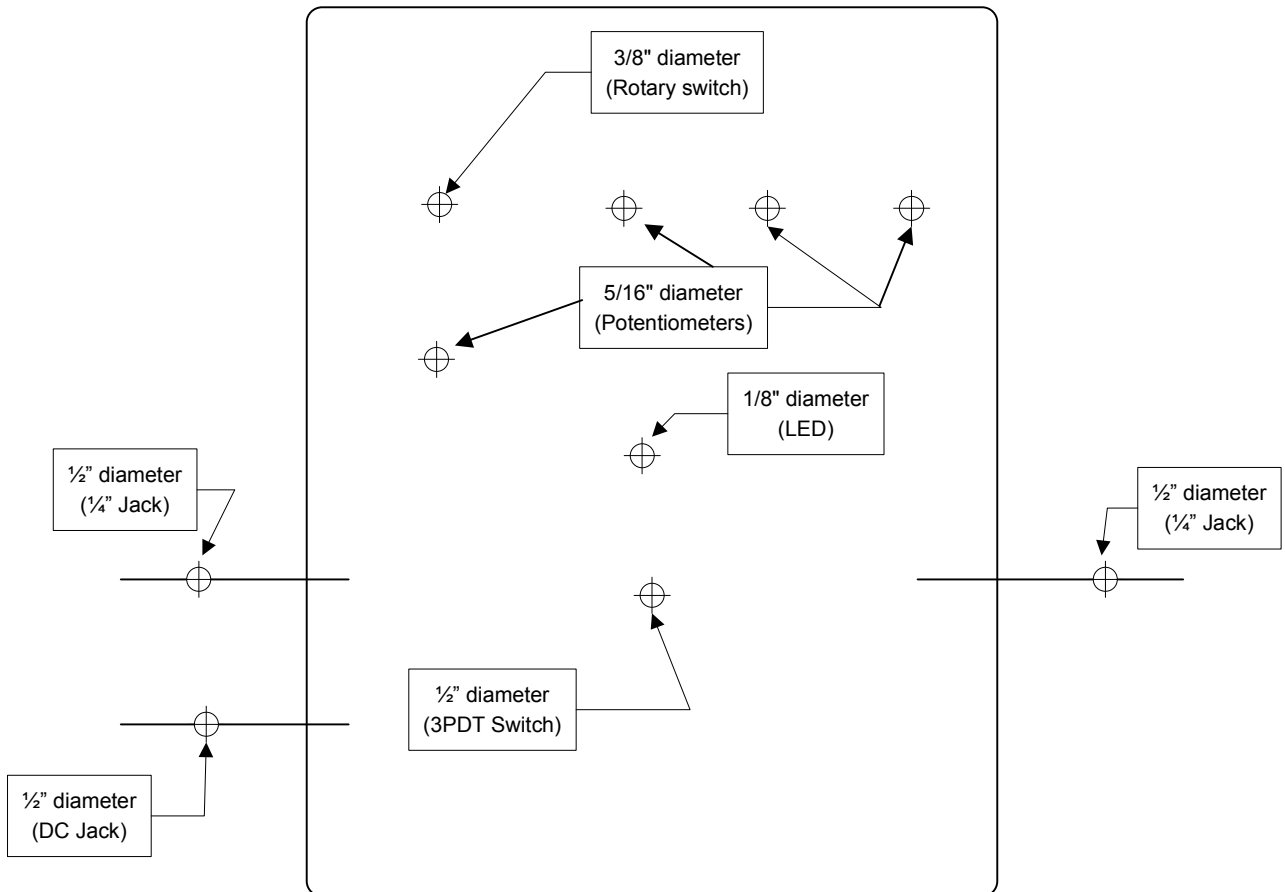 3/8" diameter
(Rotary switch)
5/16" diameter
(Potentiometers)
1/8" diameter
(LED)
½” diameter
(¼” Jack)
½” diameter
(¼” Jack)
½” diameter
(3PDT Switch)
½” diameter
(DC Jack)